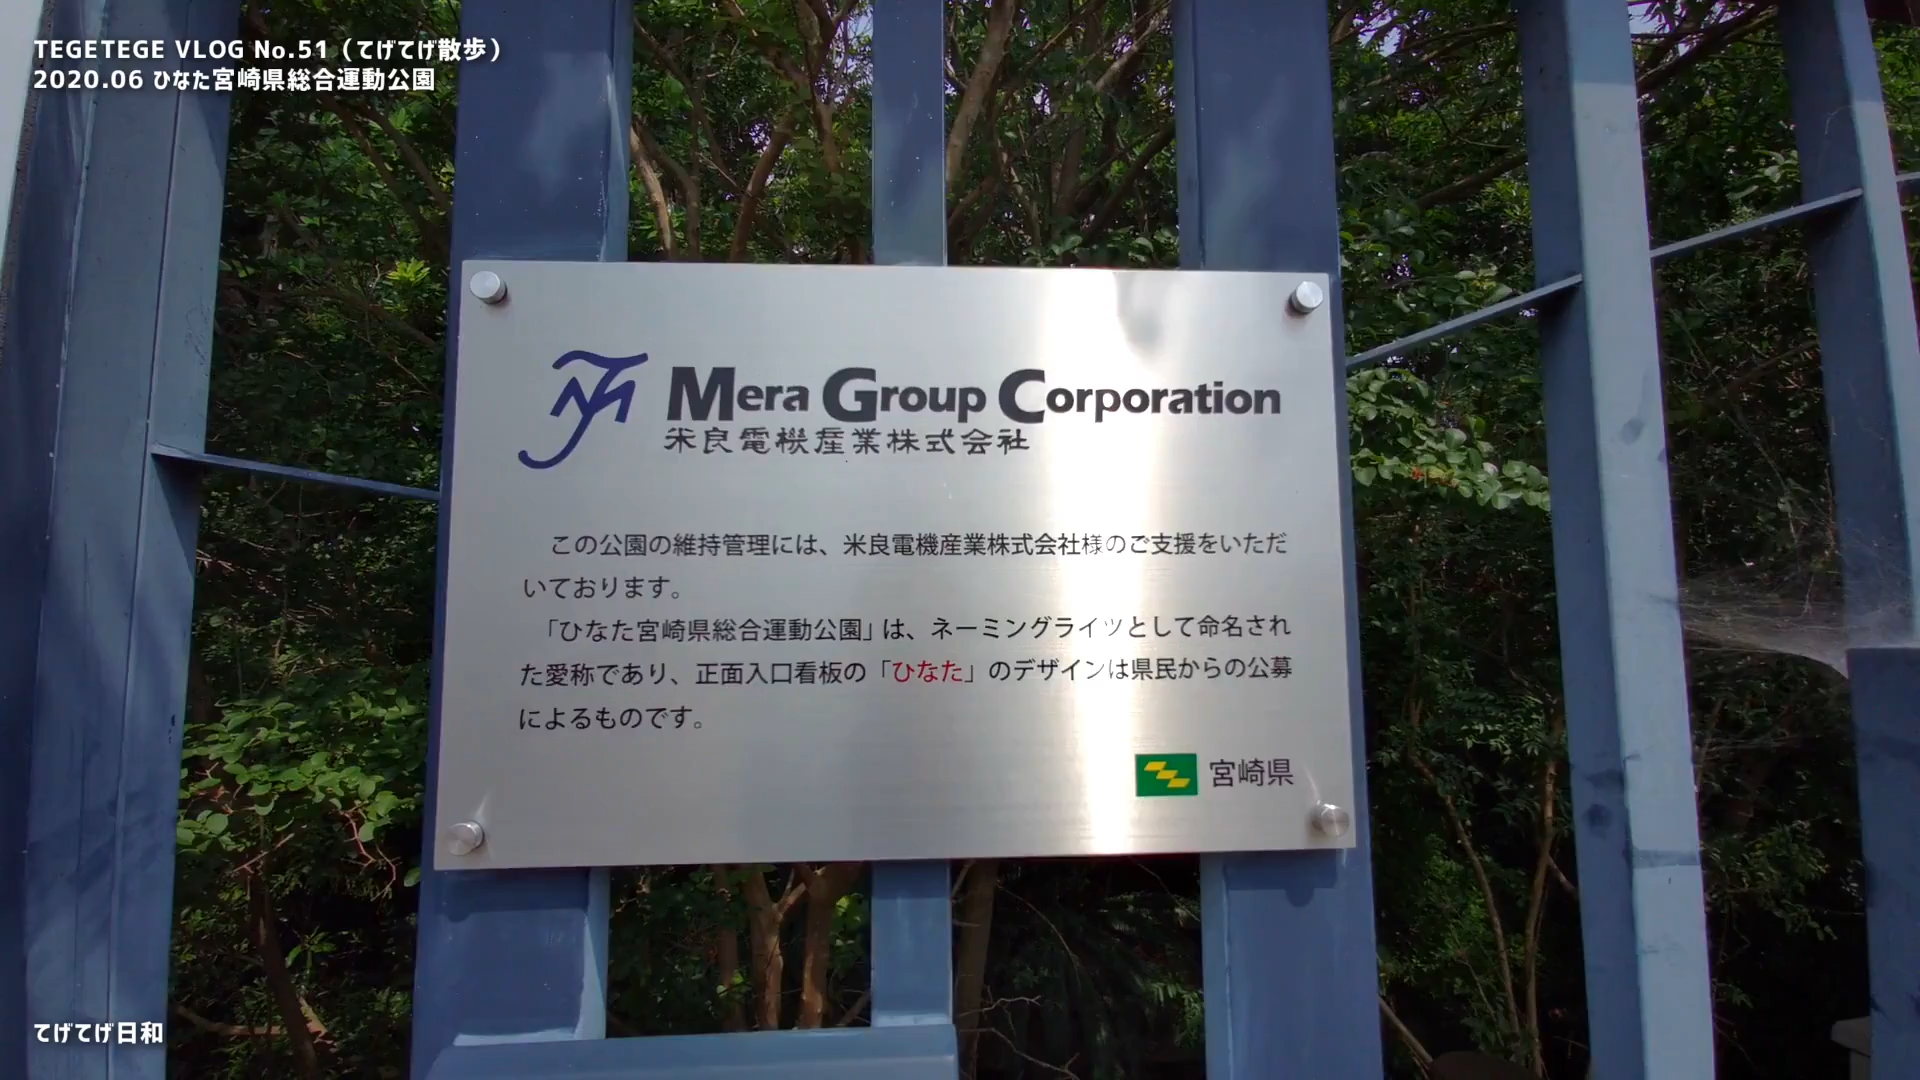 TEGETEGE VLOG No.51（てげてげ散歩）
2020.06 ひなた宮崎県総合運動公園
Mera Group Corporation
米良電機産業株式会社
この公園の維持管理には、米良電機産業株式会社様のご支援をいただ
いております。
「ひなた宮崎県総合運動公園」は、ネーミングライツとして命名され
た愛称であり、正面入口看板の「ひなた」のデザインは県民からの公募
によるものです。
宮崎県
てげてげ日和